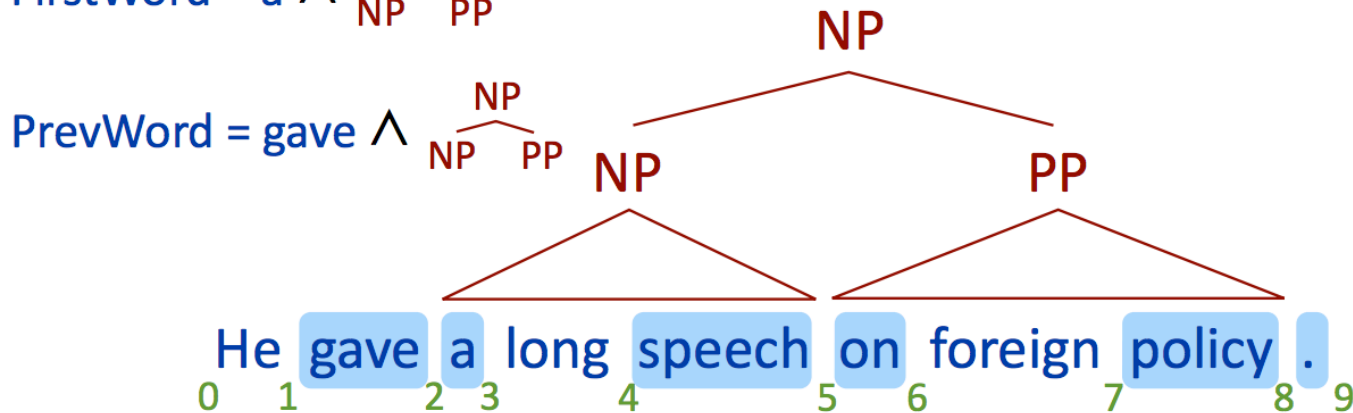 FirstWord = a ∧ NP PP
NP
PrevWord = gave ∧ NP
NP PP
NP PP
He gave a long speech on foreign policy .
0 1 2 3 4 5 6 7 8 9